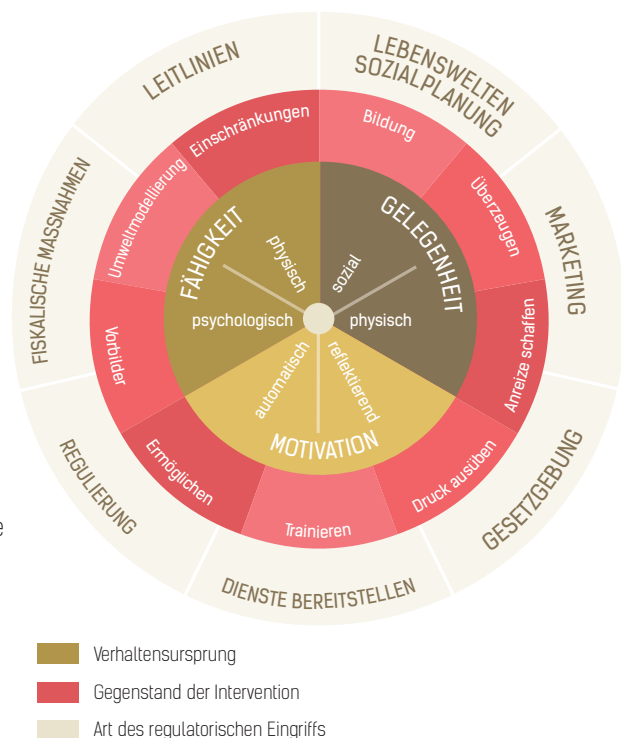 LEITLINIEN
LEBENSWELTEN
SOZIALPLANUNG
MARKETING
GESETZGEBUNG
DIENSTE BEREITSTELLEN
REGULIERUNG
FISKALISCHE MASSNAHMEN
Einschränkungen
Bildung
Überzeugen
Anreize schaffen
Druck ausüben
Trainieren
Ermöglichen
Vorbilder
Umweltmodellierung
FÄHIGKEIT
physisch
psychologisch
GELEGENHEIT
sozial
physisch
MOTIVATION
automatisch
reflektierend
e
Verhaltensursprung
Gegenstand der Intervention
Art des regulatorischen Eingriffs